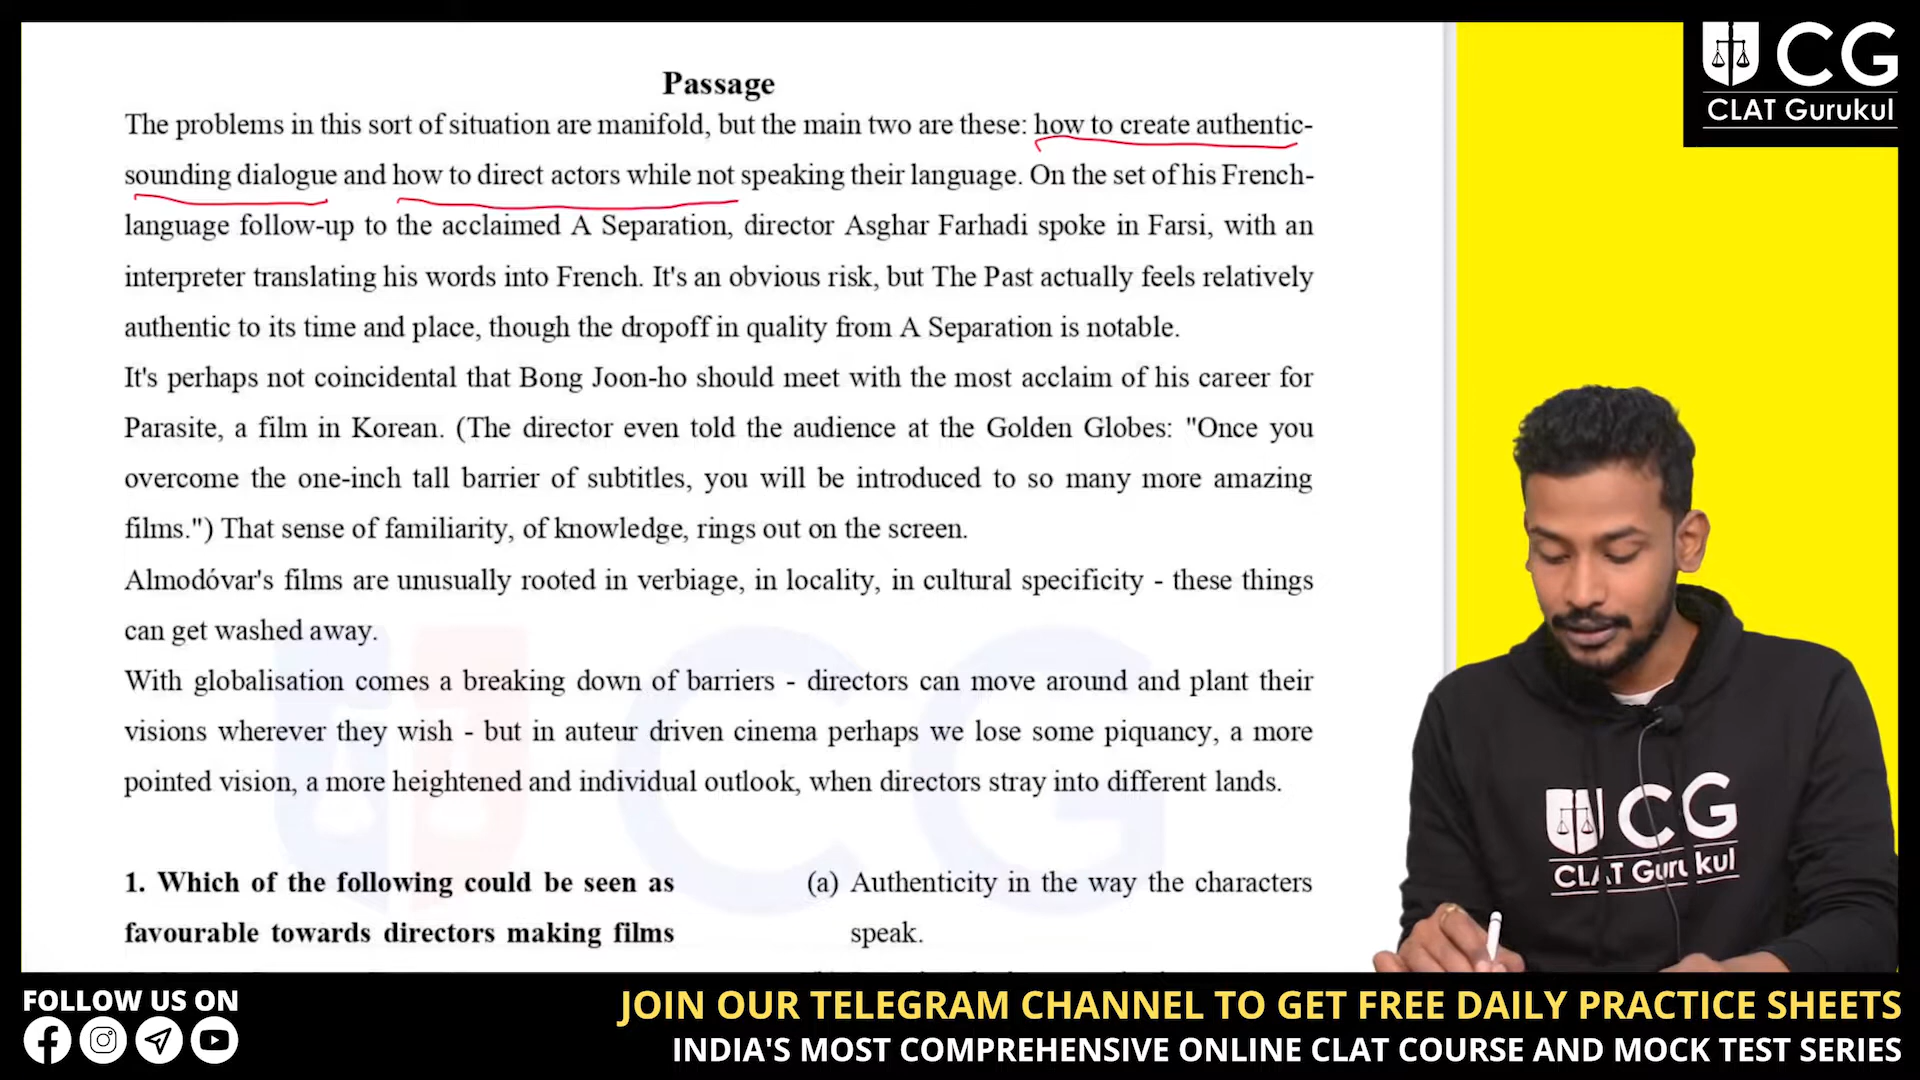 CG
CLAT Gurukul
Passage
The problems in this sort of situation are manifold, but the main two are these: how to create authentic-
sounding dialogue and how to direct actors while not speaking their language. On the set of his French-
language follow-up to the acclaimed A Separation, director Asghar Farhadi spoke in Farsi, with an
interpreter translating his words into French. It's an obvious risk, but The Past actually feels relatively
authentic to its time and place, though the dropoff in quality from A Separation is notable.
It's perhaps not coincidental that Bong Joon-ho should meet with the most acclaim of his career for
Parasite, a film in Korean. (The director even told the audience at the Golden Globes: "Once you
overcome the one-inch tall barrier of subtitles, you will be introduced to so many more amazing
films.") That sense of familiarity, of knowledge, rings out on the screen.
Almodóvar's films are unusually rooted in verbiage, in locality, in cultural specificity - these things
can get washed away.
With globalisation comes a breaking down of barriers - directors can move around and plant their
visions wherever they wish - but in auteur driven cinema perhaps we lose some piquancy, a more
pointed vision, a more heightened and individual outlook, when directors stray into different lands.
CG
1. Which of the following could be seen as
favourable towards directors making films
(a) Authenticity in the way the characters
speak.
CG
CLAT Gurukul
FOLLOW US ON
JOIN OUR TELEGRAM CHANNEL TO GET FREE DAILY PRACTICE SHEETS
INDIA'S MOST COMPREHENSIVE ONLINE CLAT COURSE AND MOCK TEST SERIES